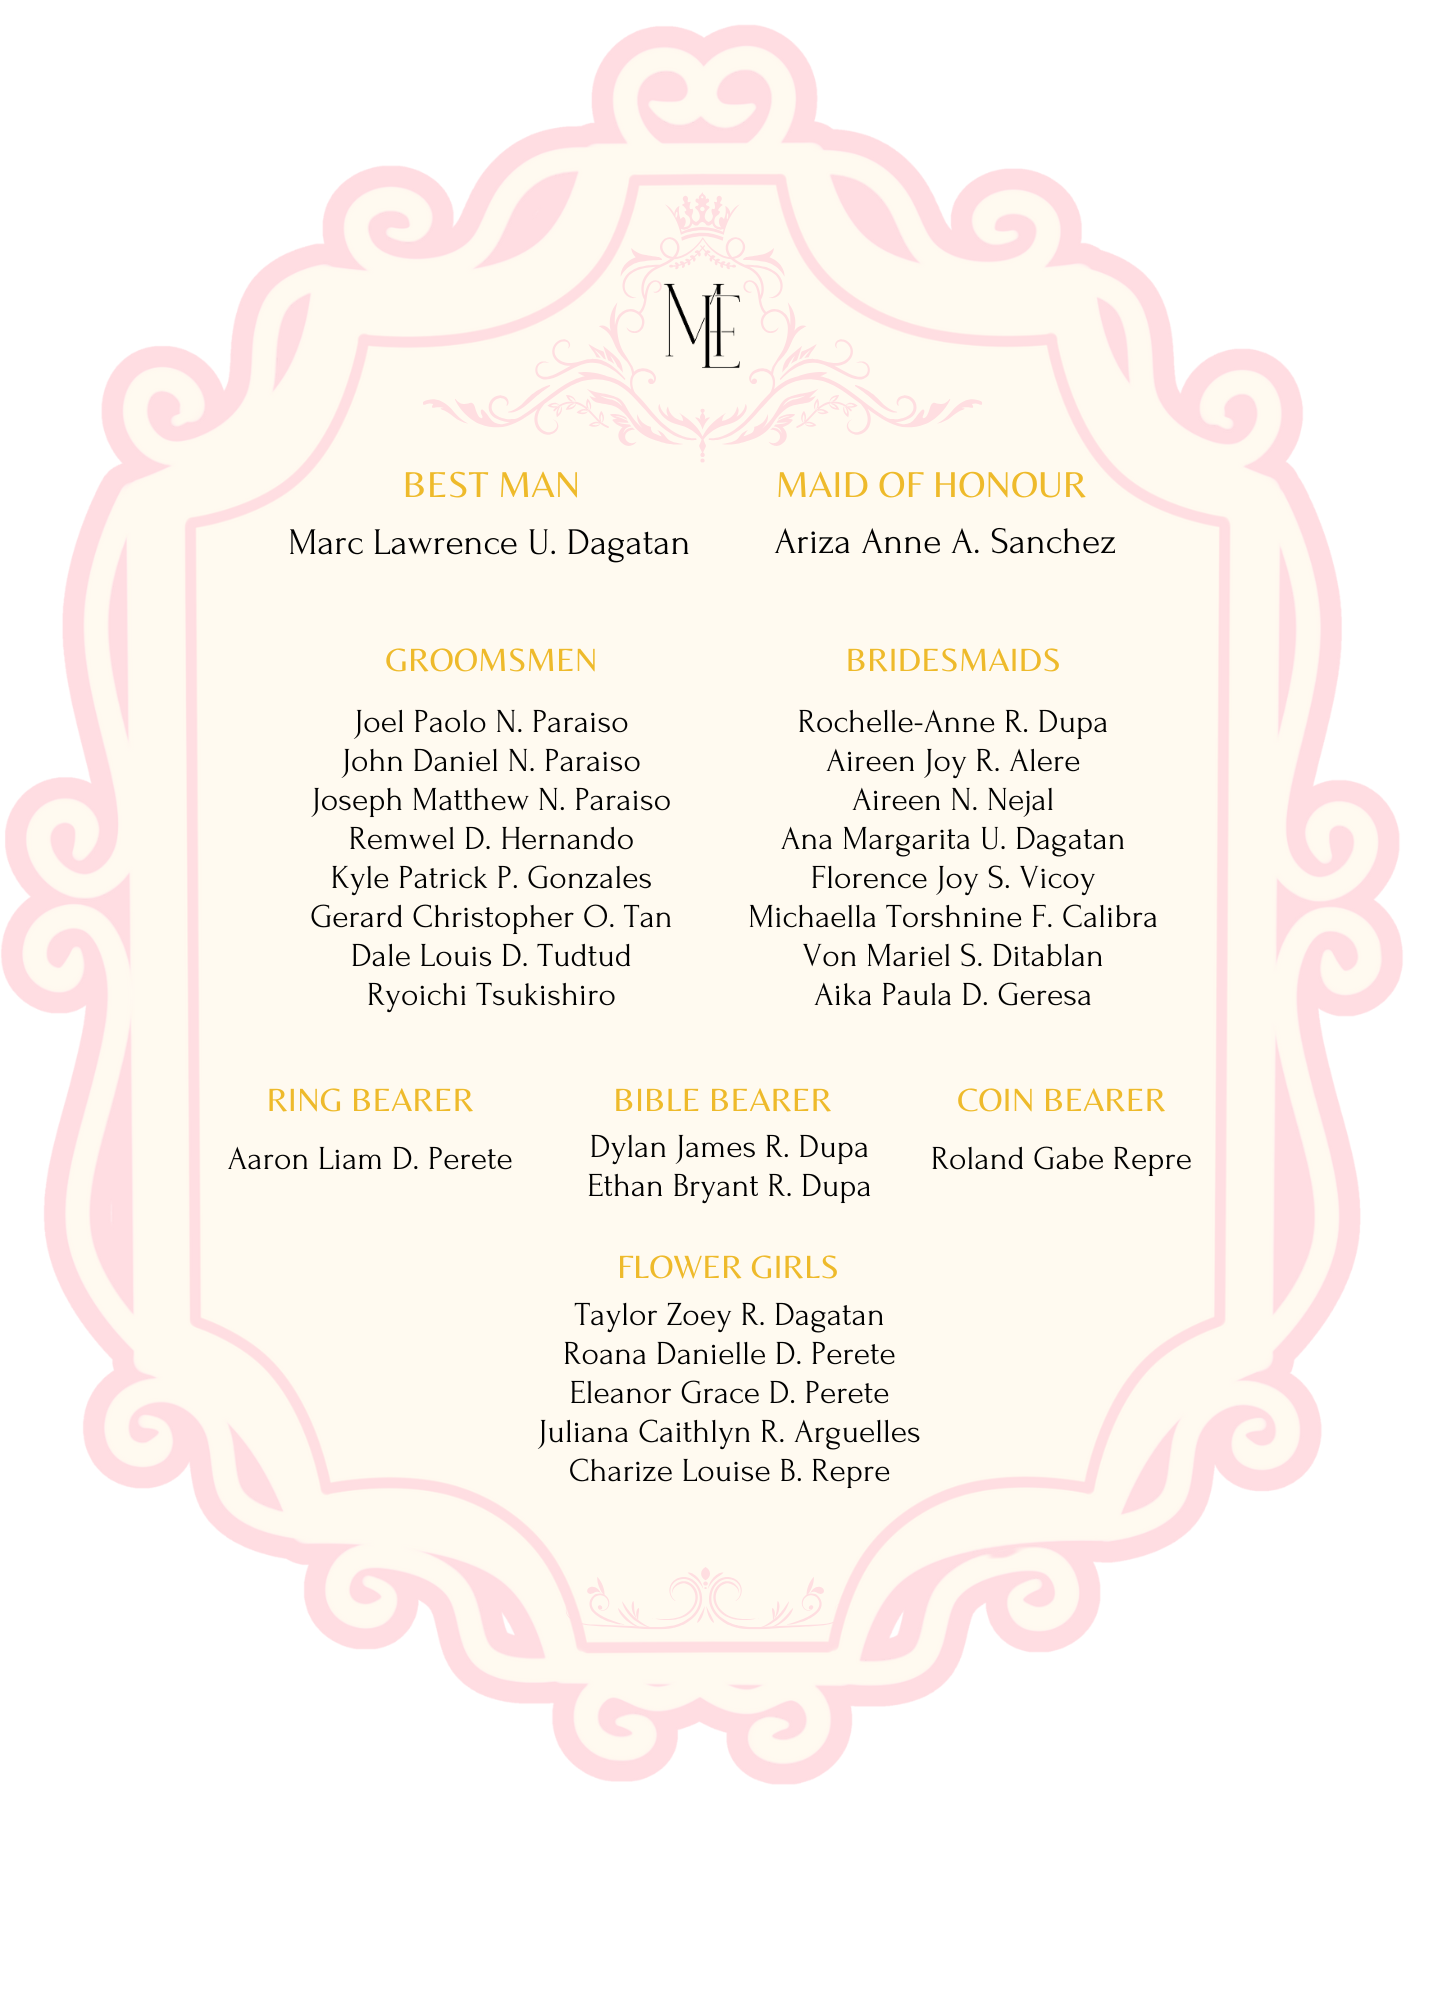 MLE
BEST MAN
Marc Lawrence U. Dagatan
MAID OF HONOUR
Ariza Anne A. Sanchez
GROOMSMEN
Joel Paolo N. Paraiso
John Daniel N. Paraiso
Joseph Matthew N. Paraiso
Remwel D. Hernando
Kyle Patrick P. Gonzales
Gerard Christopher O. Tan
Dale Louis D. Tudtud
Ryoichi Tsukishiro
BRIDESMAIDS
Rochelle-Anne R. Dupa
Aireen Joy R. Alere
Aireen N. Nejal
Ana Margarita U. Dagatan
Florence Joy S. Vicoy
Michaella Torshnine F. Calibra
Von Mariel S. Ditablan
Aika Paula D. Geresa
RING BEARER
Aaron Liam D. Perete
BIBLE BEARER
Dylan James R. Dupa
Ethan Bryant R. Dupa
COIN BEARER
Roland Gabe Repre
FLOWER GIRLS
Taylor Zoey R. Dagatan
Roana Danielle D. Perete
Eleanor Grace D. Perete
Juliana Caithlyn R. Arguelles
Charize Louise B. Repre